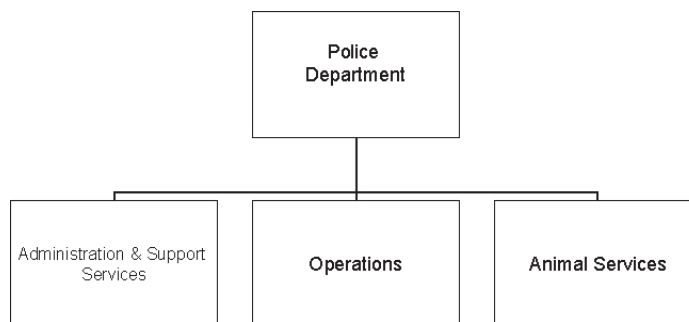 Police
Department
Administration & Support
Services
Operations
Animal Services